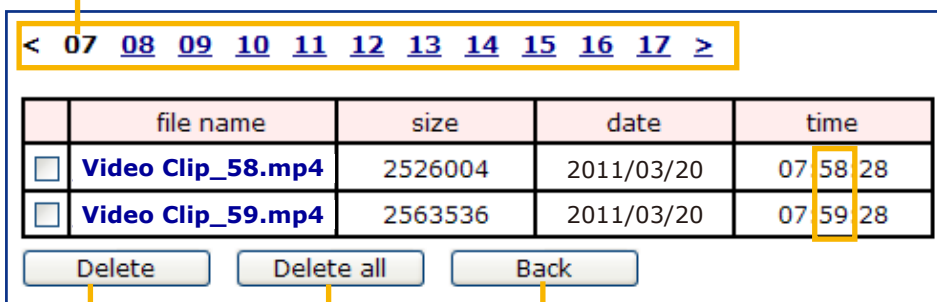 < 07 08 09 10 11 12 13 14 15 16 17 >
file name size date time
Video Clip_58.mp4 2526004 2011/03/20 07:58:28
Video Clip_59.mp4 2563536 2011/03/20 07:59:28
Delete Delete all Back